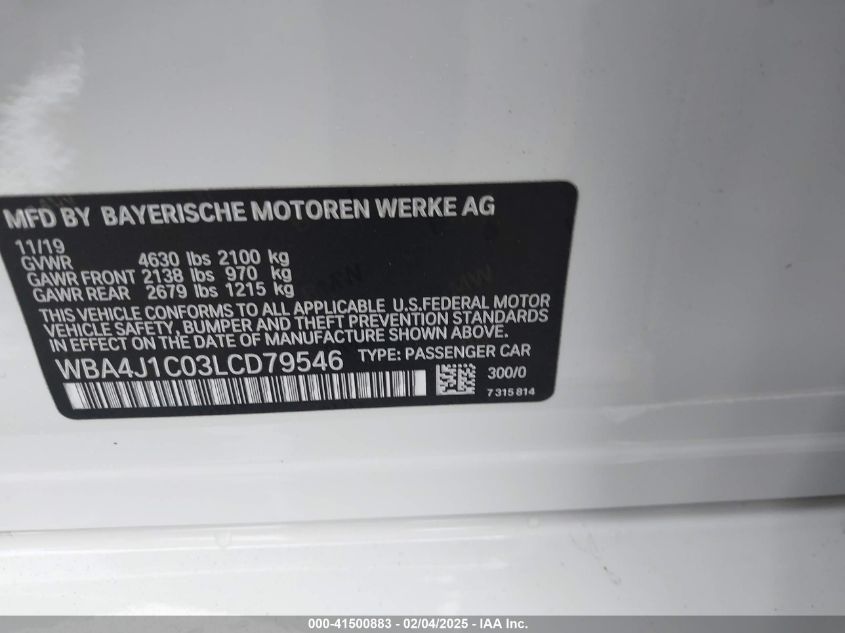 MFD BY BAYERISCHE MOTOREN WERKE AG
11/19
GVWR 4630 lbs 2100 kg
GAWR FRONT 2138 lbs 970 kg
GAWR REAR 2679 lbs 1215 kg
THIS VEHICLE CONFORMS TO ALL APPLICABLE U.S.FEDERAL MOTOR
VEHICLE SAFETY, BUMPER AND THEFT PREVENTION STANDARDS
IN EFFECT ON THE DATE OF MANUFACTURE SHOWN ABOVE.
WBA4J1C03LCD79546 TYPE: PASSENGER CAR
300/0
7 315 814
000-41500883 - 02/04/2025 - IAA Inc.